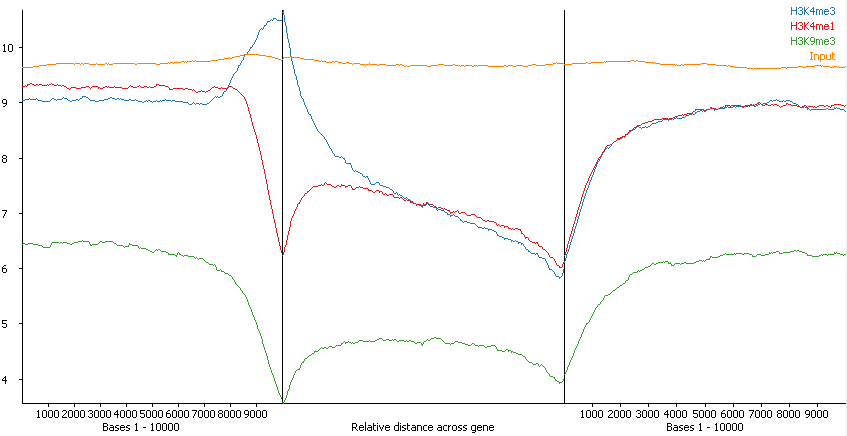 H3K4me3
H3K4me1
H3K9me3
Input
10
9
8
7
6
5
4
1000 2000 3000 4000 5000 6000 7000 8000 9000
1000 2000 3000 4000 5000 6000 7000 8000 9000
Bases 1 - 10000
Relative distance across gene
Bases 1 - 10000